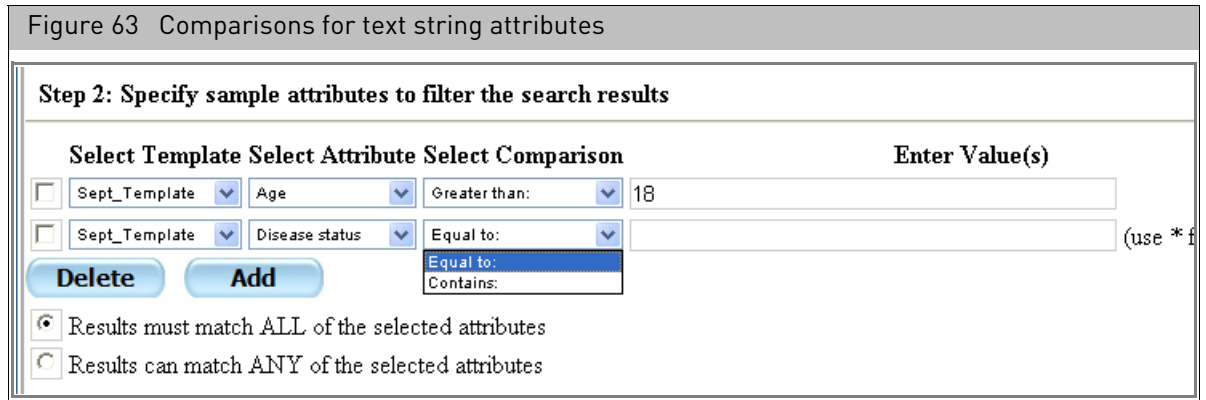 Figure 63 Comparisons for text string attributes
Step 2: Specify sample attributes to filter the search results
Select Template Select Attribute Select Comparison Enter Value(s)
Sept_Template Age Greater than: 18
Sept_Template Disease status Equal to: (use *
Equal to:
Contains:
Delete Add
Results must match ALL of the selected attributes
Results can match ANY of the selected attributes